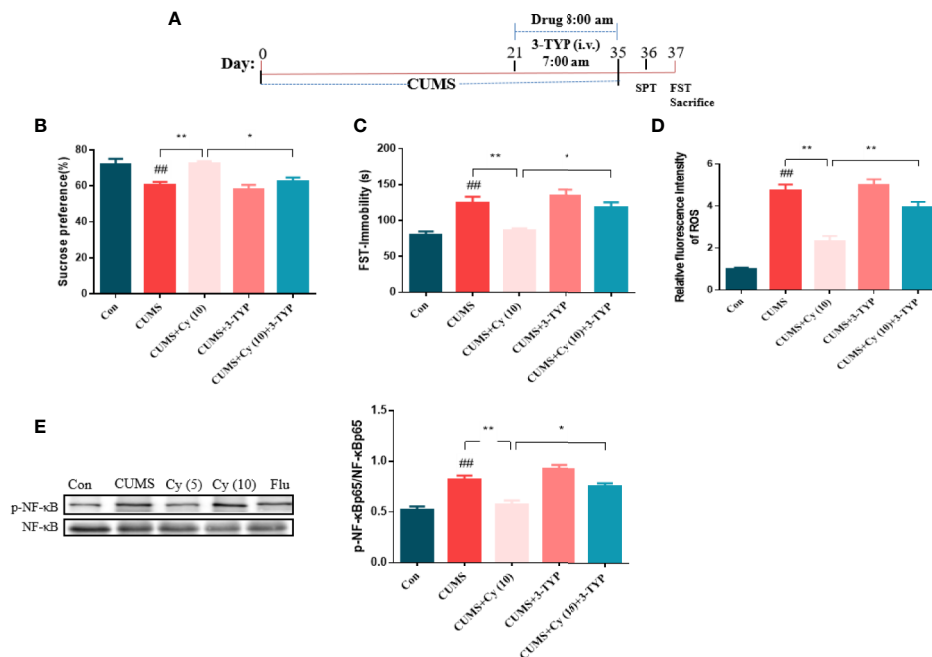 A
Drug 8:00 am
0
21
3-TYP (i.v.)
35
36
37
Day:
7:00 am
CUMS
SPT
FST
Sacrifice
B
Sucrose preference(%)
80
60
40
20
0
##
**
*
Con
CUMS
CUMS+Cy (10)
CUMS+3-TYP
CUMS+Cy (10)+3-TYP
C
FST-Immobility (s)
200
150
100
50
0
##
**
*
Con
CUMS
CUMS+Cy (10)
CUMS+3-TYP
CUMS+Cy (10)+3-TYP
D
Relative fluorescence intensity
of ROS
6
4
2
0
##
**
**
Con
CUMS
CUMS+Cy (10)
CUMS+3-TYP
CUMS+Cy (10)+3-TYP
E
Con CUMS Cy (5) Cy (10) Flu
p-NF-κB
NF-κB
p-NF-κBp65/NF-κBp65
1.5
1.0
0.5
0.0
##
**
*
Con
CUMS
CUMS+Cy (10)
CUMS+3-TYP
CUMS+Cy (10)+3-TYP